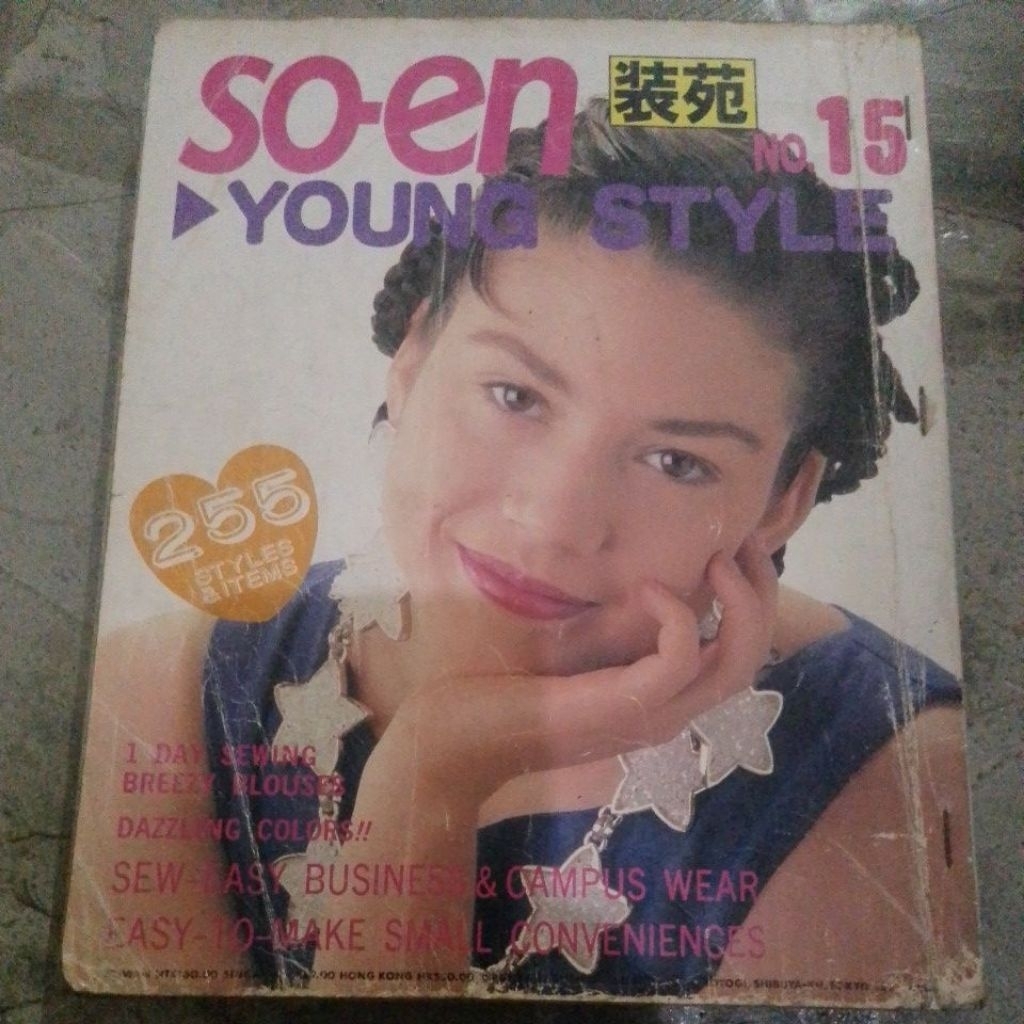 so-en 装苑 NO.15
YOUNG STYLE
255
STYLES
& ITEMS
1 DAY SEWING
BREEZY BLOUSES
DAZZLING COLORS!!
SEW-EASY BUSINESS & CAMPUS WEAR
EASY-TO-MAKE SMALL CONVENIENCES
HONG KONG SHIBUYA-KU, TOKYO